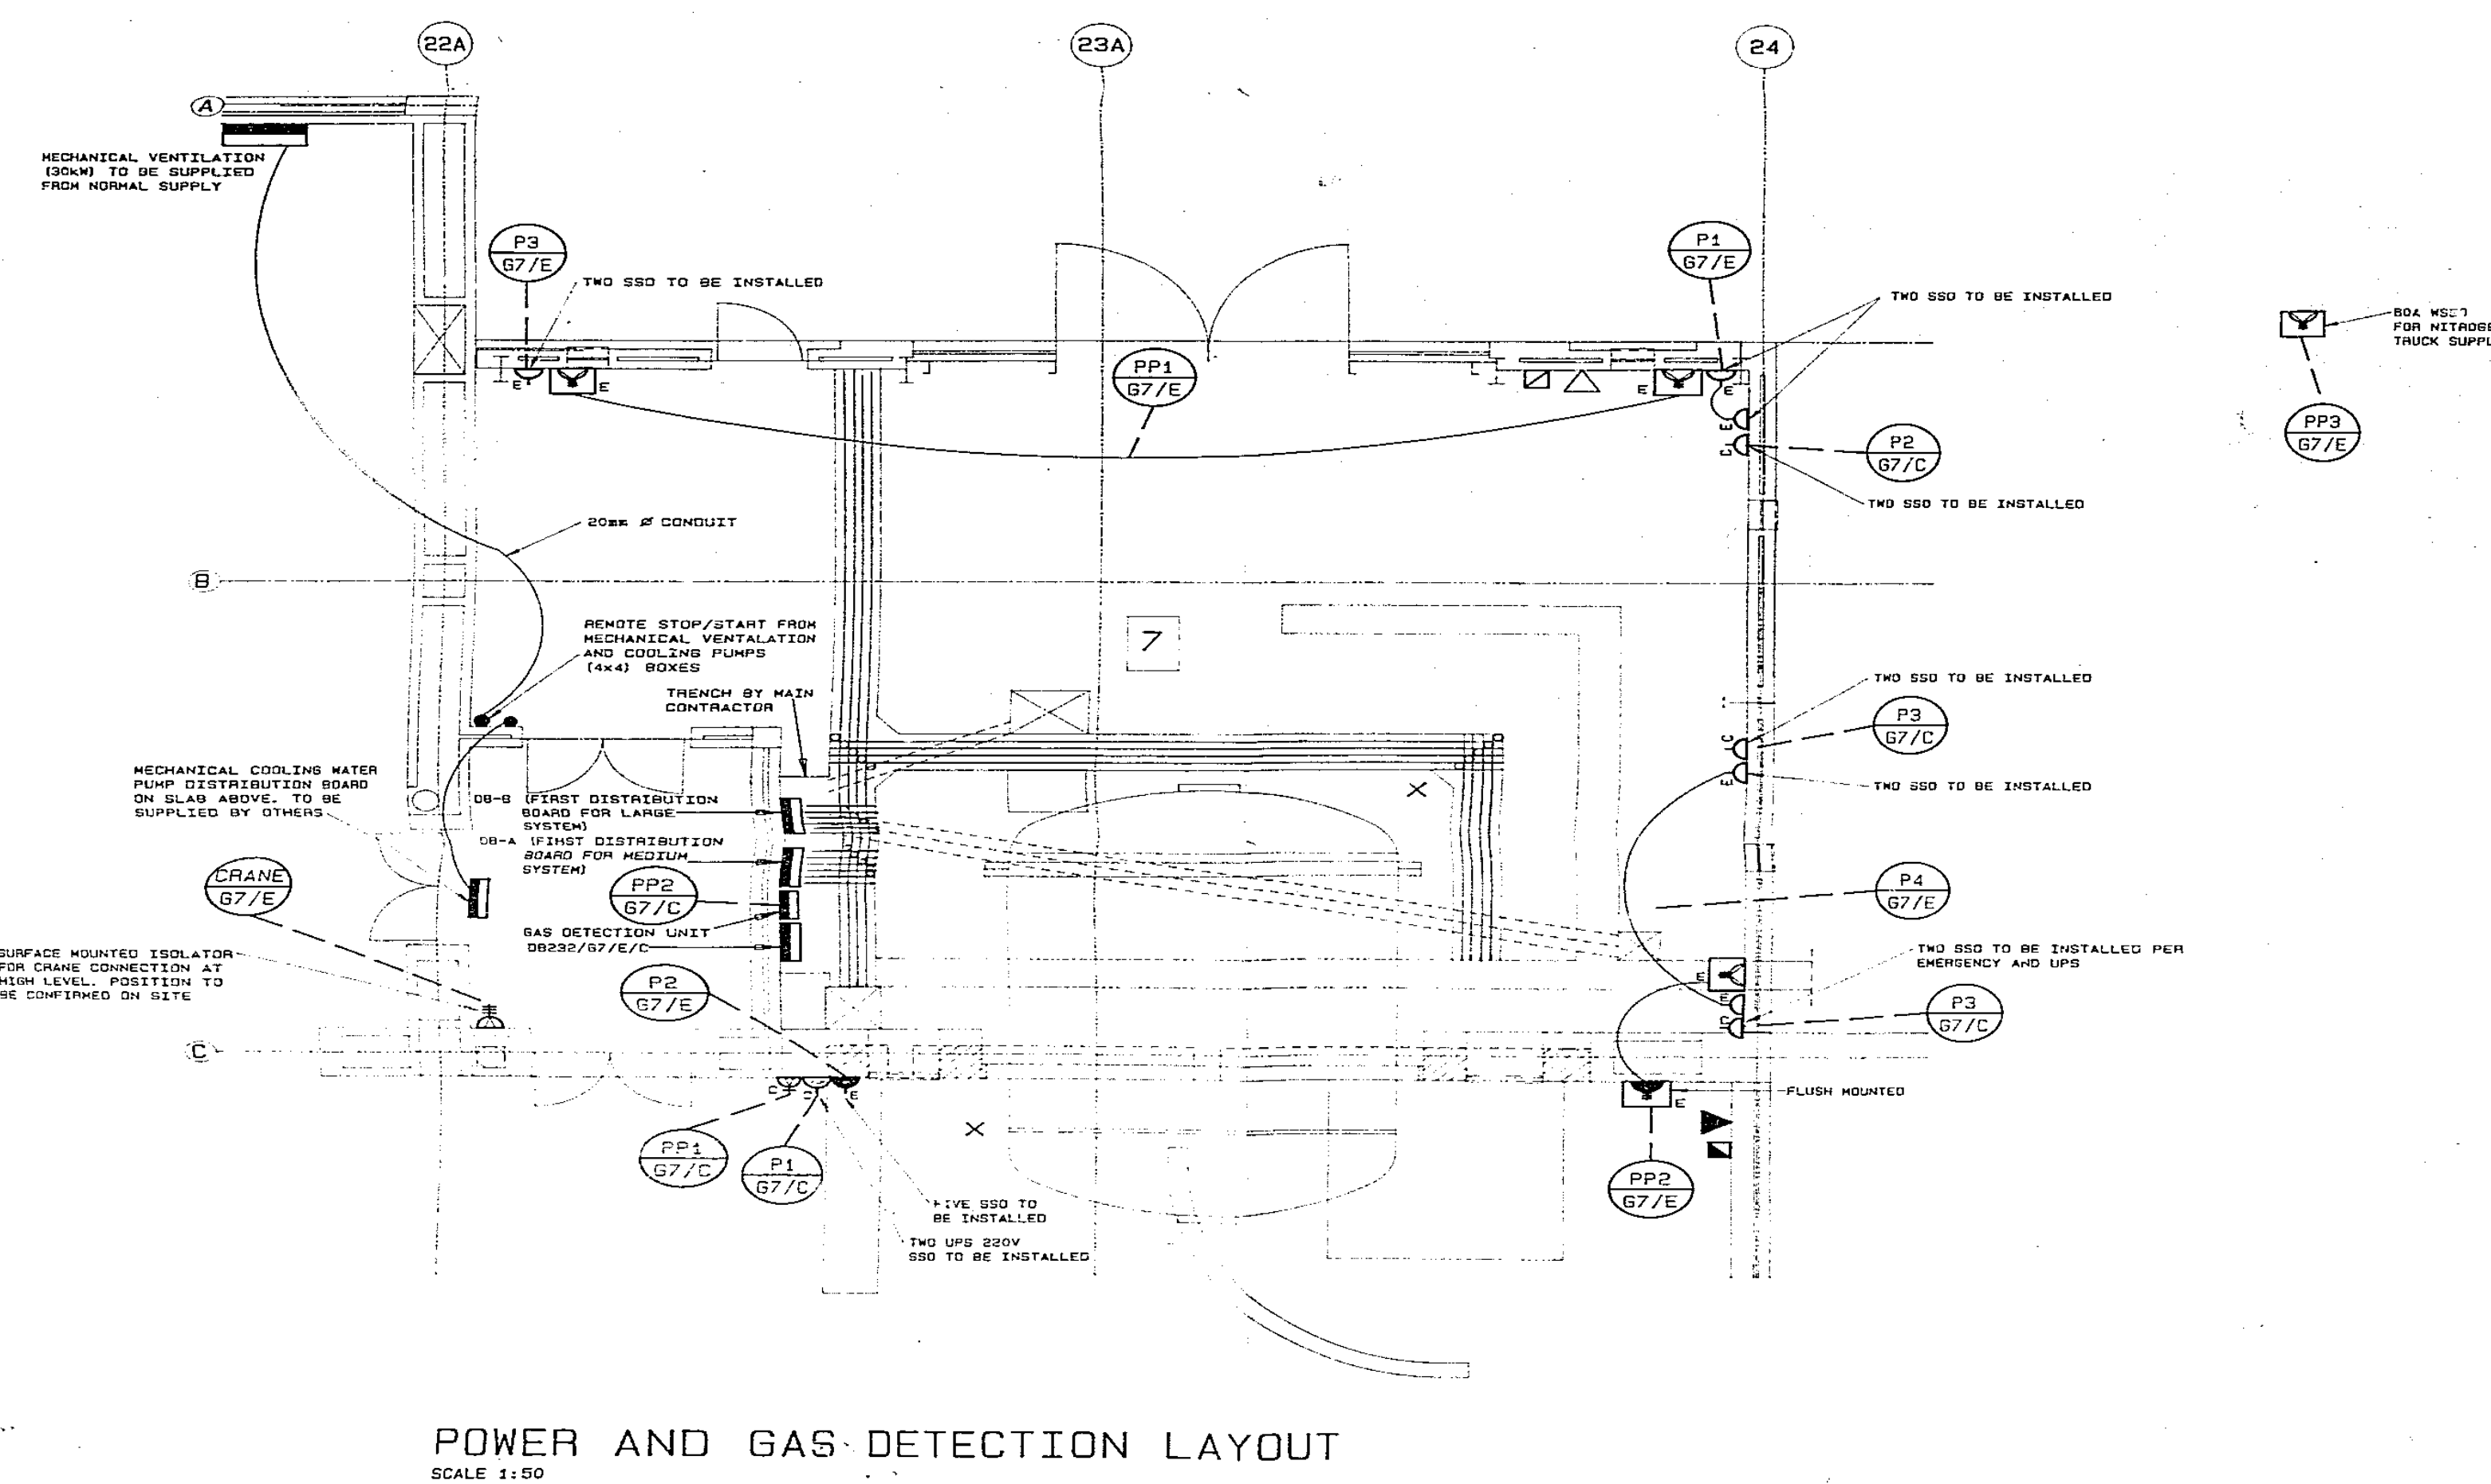 22A
23A
24
A
MECHANICAL VENTILATION
(30kW) TO BE SUPPLIED
FROM NORMAL SUPPLY
P3
G7/E
TWO SSO TO BE INSTALLED
P1
G7/E
TWO SSO TO BE INSTALLED
FOR
TRUCK
PP3
G7/E
E
E
PP1
G7/E
E
E
E
C
P2
G7/C
TWO SSO TO BE INSTALLED
20mm Ø CONDUIT
B
REMOTE STOP/START FROM
MECHANICAL VENTALATION
AND COOLING PUMPS
(4x4) BOXES
7
TRENCH BY MAIN
CONTRACTOR
TWO SSO TO BE INSTALLED
P3
G7/C
C
E
TWO SSO TO BE INSTALLED
MECHANICAL COOLING WATER
PUMP DISTRIBUTION BOARD
ON SLAB ABOVE. TO BE
SUPPLIED BY OTHERS
DB-B (FIRST DISTRIBUTION
BOARD FOR LARGE
SYSTEM)
DB-A (FIRST DISTRIBUTION
BOARD FOR MEDIUM
SYSTEM)
CRANE
G7/E
PP2
G7/C
P4
G7/E
GAS DETECTION UNIT
DB232/G7/E/C
SURFACE MOUNTED ISOLATOR
FOR CRANE CONNECTION AT
HIGH LEVEL. POSITION TO
BE CONFIRMED ON SITE
TWO SSO TO BE INSTALLED PER
EMERGENCY AND UPS
P2
G7/E
E
E
C
P3
G7/C
C
C
C
E
E
FLUSH MOUNTED
PP1
G7/C
P1
G7/C
PP2
G7/E
FIVE SSO TO
BE INSTALLED
TWO UPS 220V
SSO TO BE INSTALLED
POWER AND GAS DETECTION LAYOUT
SCALE 1:50